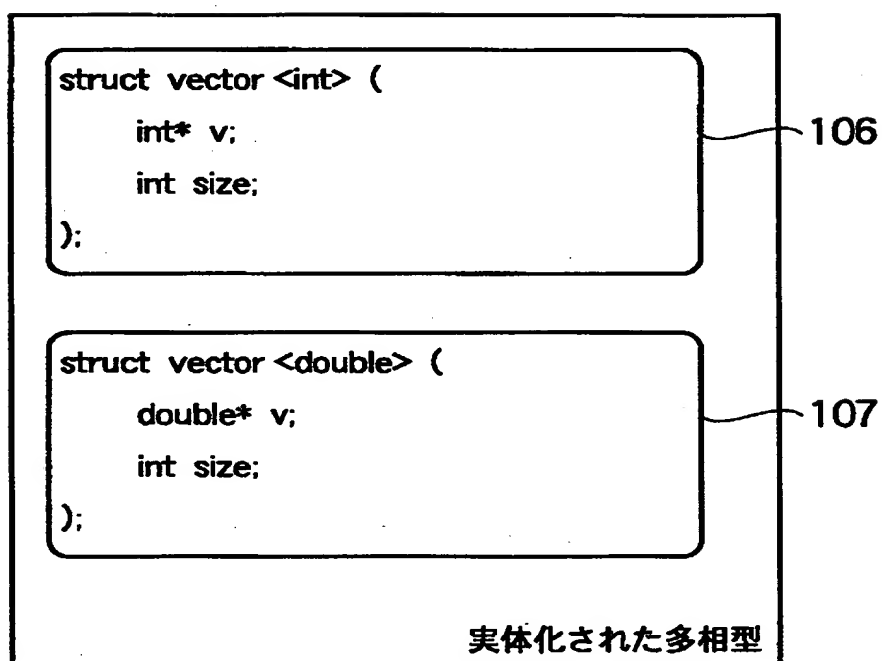 struct vector <int> (
int* v;
int size;
);
106
struct vector <double> (
double* v;
int size;
);
107
実体化された多相型